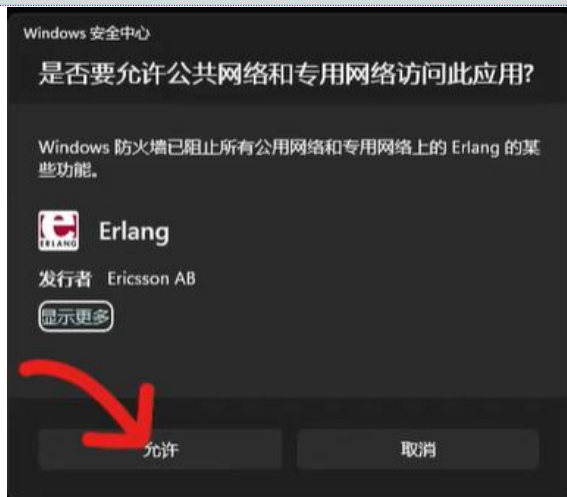 Windows 安全中心
是否要允许公共网络和专用网络访问此应用?
Windows 防火墙已阻止所有公用网络和专用网络上的 Erlang 的某
些功能。
ERLANG
Erlang
发行者 Ericsson AB
显示更多
允许
取消